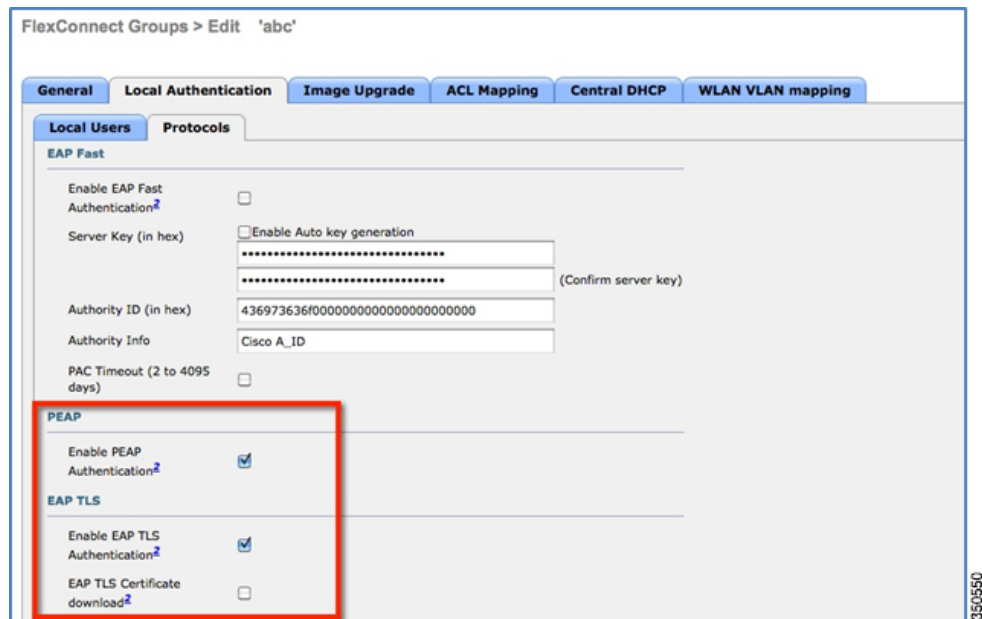 FlexConnect Groups > Edit 'abc'
General Local Authentication Image Upgrade ACL Mapping Central DHCP WLAN VLAN mapping
Local Users Protocols
EAP Fast
Enable EAP Fast
Authentication2
Server Key (in hex) Enable Auto key generation
••••••••••••••••••••••••••••••••
•••••••••••••••••••••••••••••••• (Confirm server key)
Authority ID (in hex) 436973636f0000000000000000000000
Authority Info Cisco A_ID
PAC Timeout (2 to 4095
days)
PEAP
Enable PEAP
Authentication2
EAP TLS
Enable EAP TLS
Authentication2
EAP TLS Certificate
download2
350550